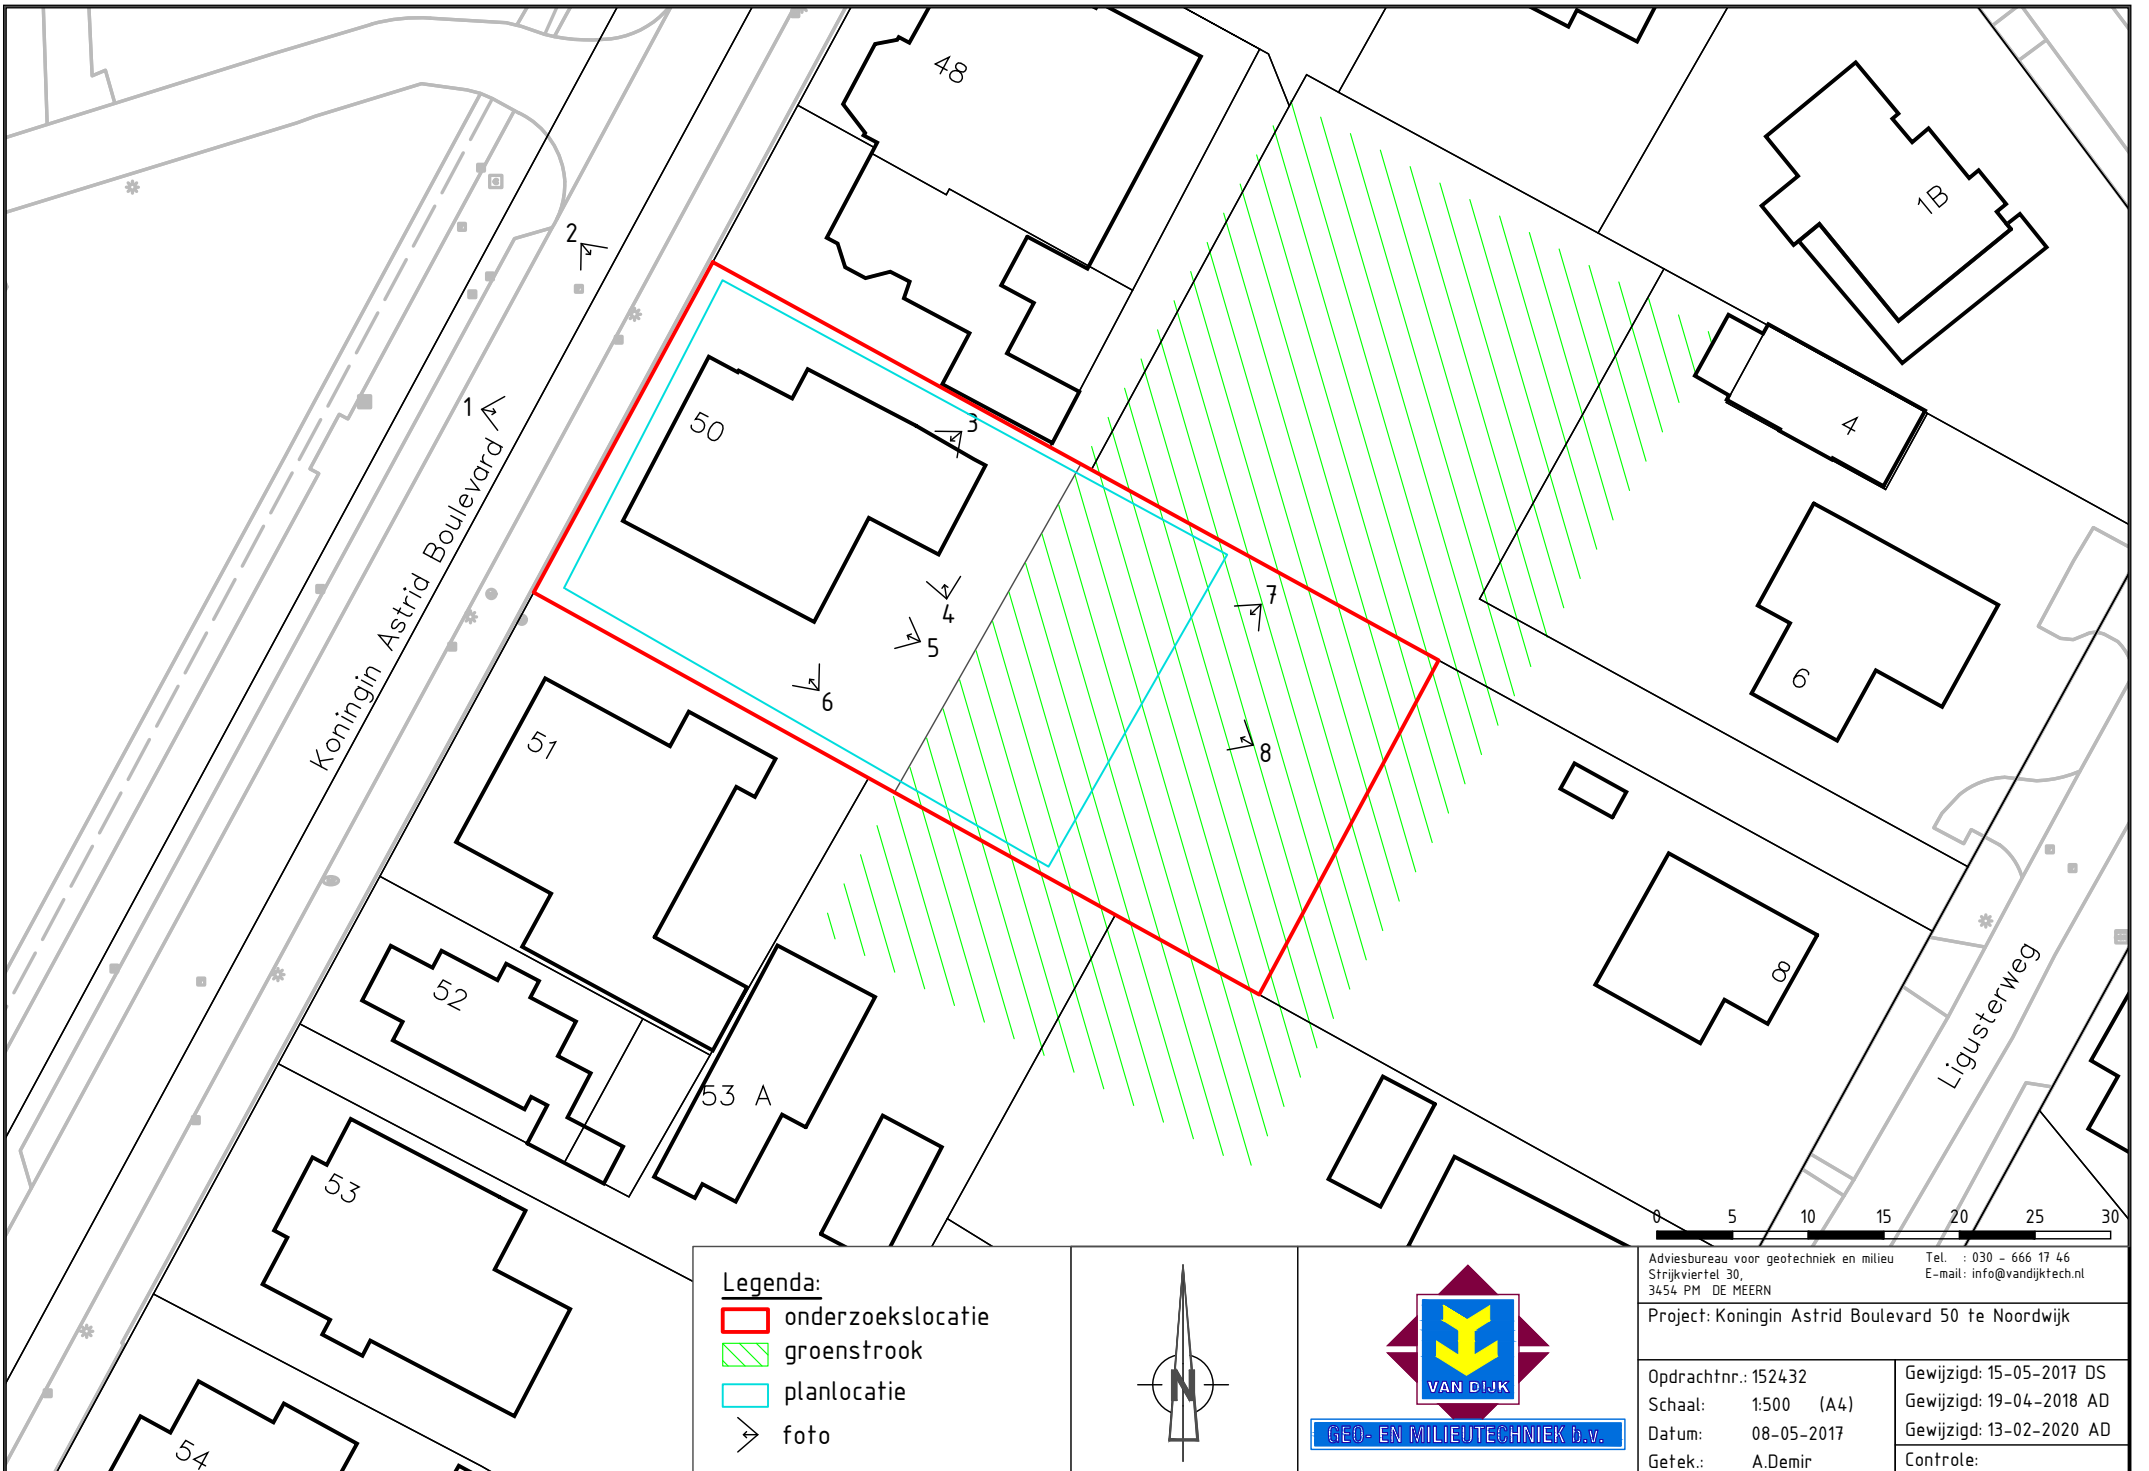 48
1B
2
4
1
50
3
Koningin Astrid Boulevard
7
4
5
6
6
51
8
8
52
Ligusterweg
53 A
53
54
0 5 10 15 20 25 30
Legenda:
onderzoekslocatie
groenstrook
planlocatie
foto
N
VAN DIJK
GEO- EN MILIEUTECHNIEK b.v.
Adviesbureau voor geotechniek en milieu Tel. : 030 - 666 17 46
Strijkviertel 30, E-mail: info@vandijktech.nl
3454 PM DE MEERN
Project: Koningin Astrid Boulevard 50 te Noordwijk
Opdrachtnr.: 152432
Schaal: 1:500 (A4)
Datum: 08-05-2017
Getek.: A.Demir
Gewijzigd: 15-05-2017 DS
Gewijzigd: 19-04-2018 AD
Gewijzigd: 13-02-2020 AD
Controle: